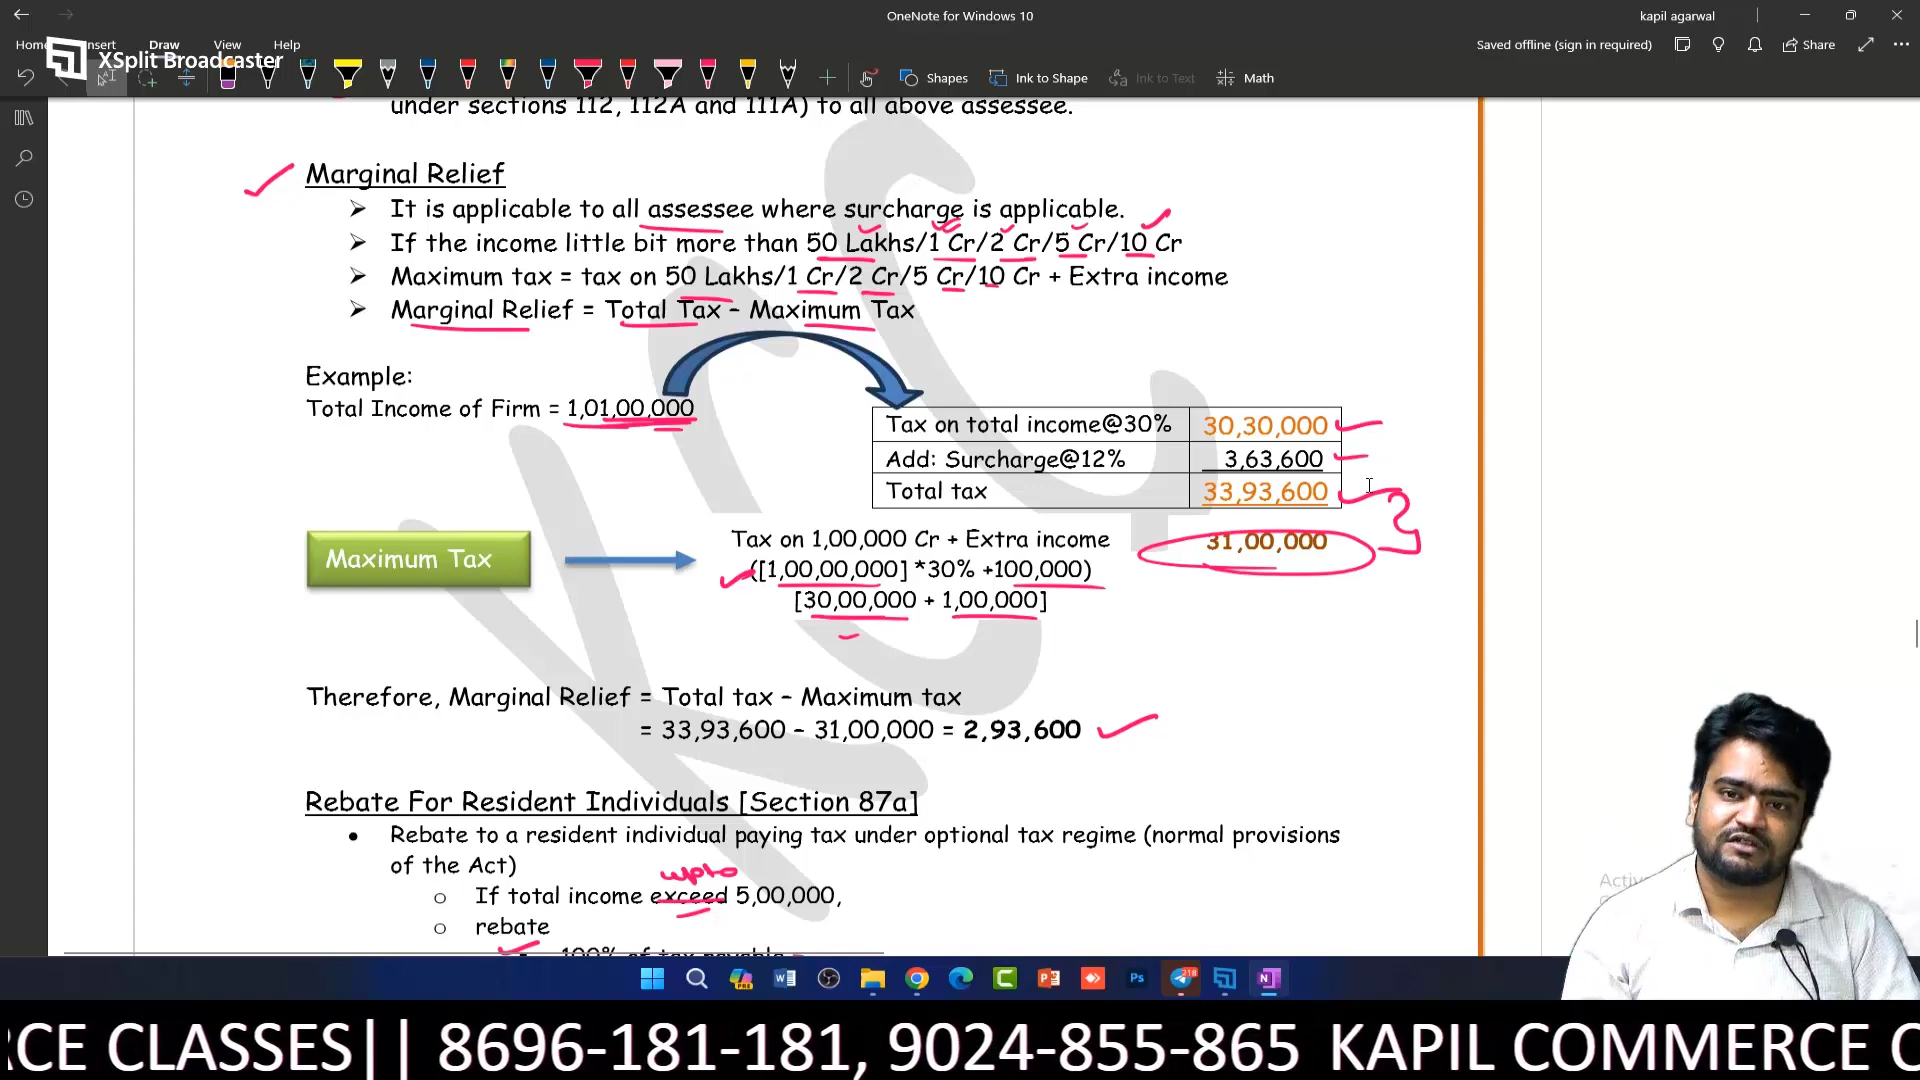 OneNote for Windows 10
kapil agarwal
Home Insert Draw View Help
XSplit Broadcaster
Saved offline (sign in required)
Share
Shapes
Ink to Shape
Ink to Text
Math
under sections 112, 112A and 111A) to all above assessee.
Marginal Relief
➤ It is applicable to all assessee where surcharge is applicable.
➤ If the income little bit more than 50 Lakhs/1 Cr/2 Cr/5 Cr/10 Cr
➤ Maximum tax = tax on 50 Lakhs/1 Cr/2 Cr/5 Cr/10 Cr + Extra income
➤ Marginal Relief = Total Tax – Maximum Tax
Example:
Total Income of Firm = 1,01,00,000
Tax on total income@30% 30,30,000
Add: Surcharge@12% 3,63,600
Total tax 33,93,600
Maximum Tax
Tax on 1,00,000 Cr + Extra income 31,00,000
([1,00,00,000] *30% +100,000)
[30,00,000 + 1,00,000]
Therefore, Marginal Relief = Total tax – Maximum tax
= 33,93,600 – 31,00,000 = 2,93,600
Rebate For Resident Individuals [Section 87a]
• Rebate to a resident individual paying tax under optional tax regime (normal provisions
of the Act)
upto
o If total income exceed 5,00,000,
o rebate
100% of tax payable
Activ
218
RCE CLASSES|| 8696-181-181, 9024-855-865 KAPIL COMMERCE C